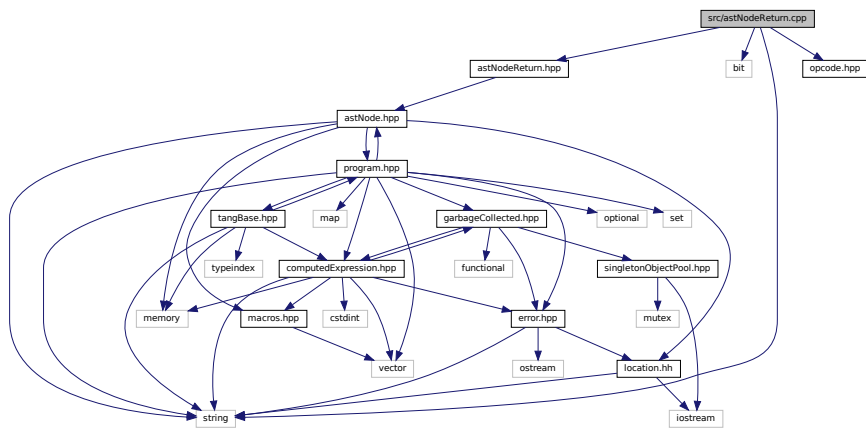 src/astNodeReturn.cpp
astNodeReturn.hpp
bit
opcode.hpp
astNode.hpp
program.hpp
tangBase.hpp
map
garbageCollected.hpp
optional
set
typeindex
computedExpression.hpp
functional
singletonObjectPool.hpp
memory
macros.hpp
cstdint
error.hpp
mutex
vector
ostream
location.hh
string
iostream